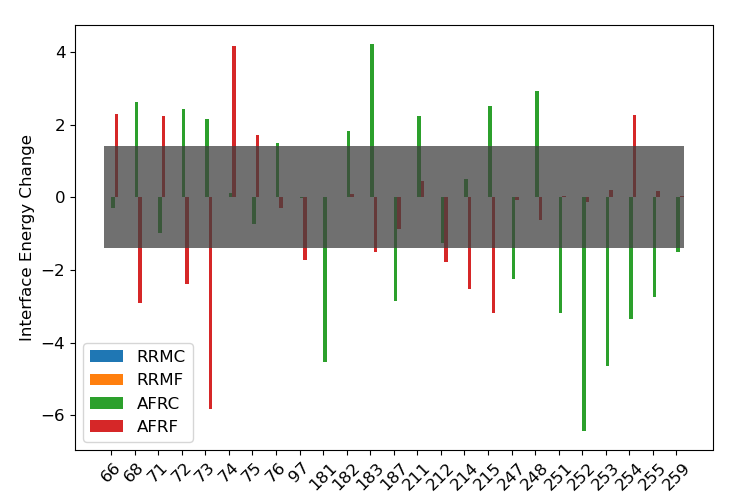 Interface Energy Change
4
2
0
−2
−4
−6
RRMC
RRMF
AFRC
AFRF
66 68 71 72 73 74 75 76 97 181 182 183 187 211 212 214 215 247 248 251 252 253 254 255 259